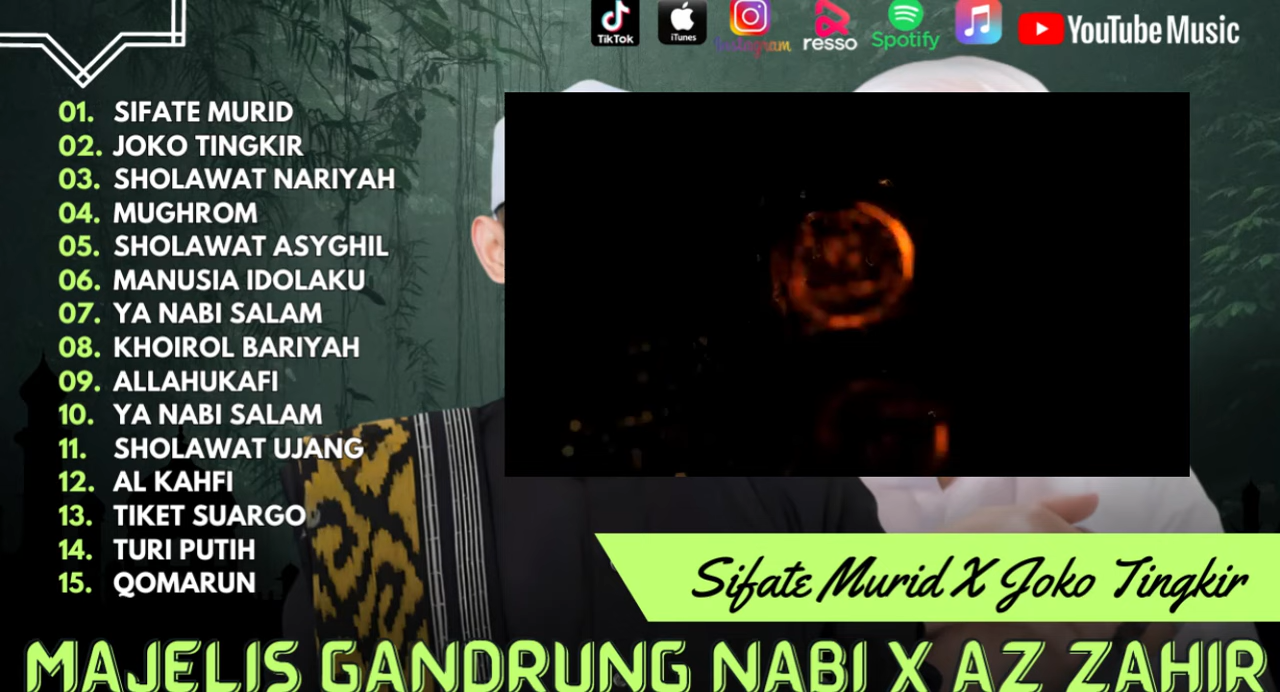 TikTok
iTunes
Instagram
resso
Spotify
YouTube Music
01. SIFATE MURID
02. JOKO TINGKIR
03. SHOLAWAT NARIYAH
04. MUGHROM
05. SHOLAWAT ASYGHIL
06. MANUSIA IDOLAKU
07. YA NABI SALAM
08. KHOIROL BARIYAH
09. ALLAHUKAFI
10. YA NABI SALAM
11. SHOLAWAT UJANG
12. AL KAHFI
13. TIKET SUARGO
14. TURI PUTIH
15. QOMARUN
Sifate Murid X Joko Tingkir
MAJELIS GANDRUNG NABI X AZ ZAHIR